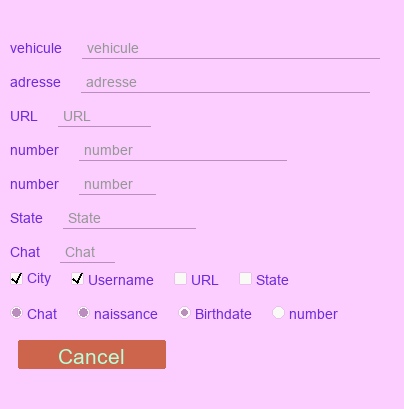 vehicule vehicule
adresse adresse
URL URL
number number
number number
State State
Chat Chat
City Username URL State
Chat naissance Birthdate number
Cancel